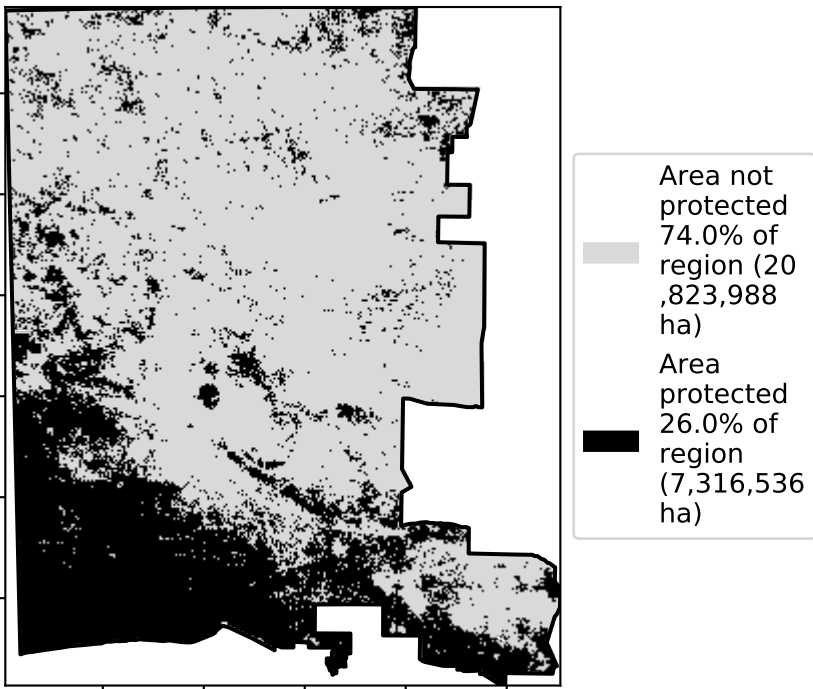 Area not
protected
74.0% of
region (20
,823,988
ha)
Area
protected
26.0% of
region
(7,316,536
ha)